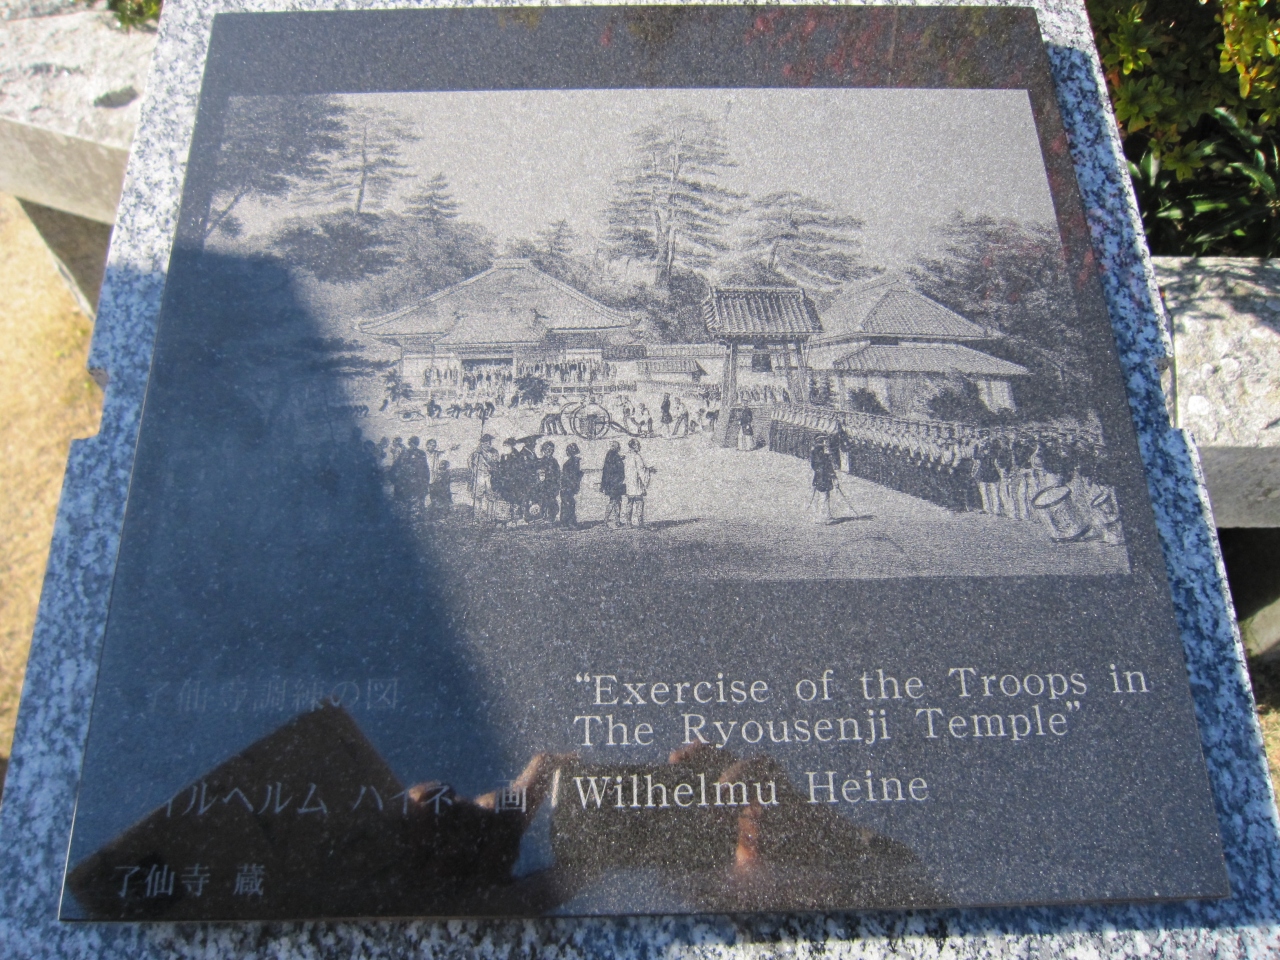 了仙寺調練の図
"Exercise of the Troops in
The Ryousenji Temple"
ィルヘルム ハイネ 画 / Wilhelmu Heine
了仙寺 蔵